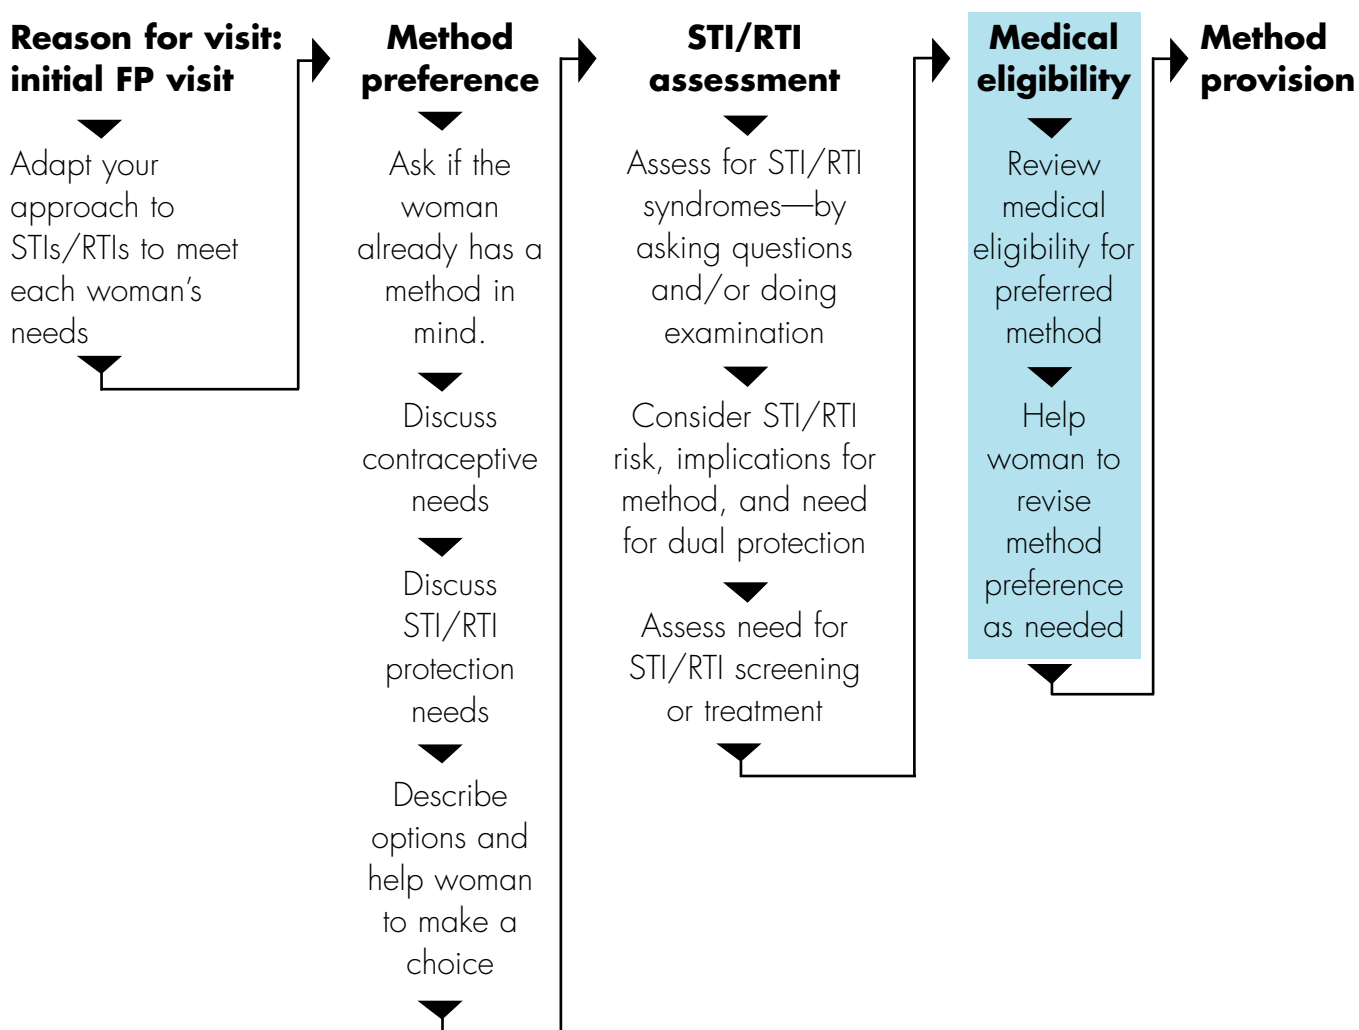 Reason for visit:
initial FP visit
Adapt your
approach to
STIs/RTIs to meet
each woman's
needs
Method
preference
Ask if the
woman
already has a
method in
mind.
Discuss
contraceptive
needs
Discuss
STI/RTI
protection
needs
Describe
options and
help woman
to make a
choice
STI/RTI
assessment
Assess for STI/RTI
syndromes—by
asking questions
and/or doing
examination
Consider STI/RTI
risk, implications for
method, and need
for dual protection
Assess need for
STI/RTI screening
or treatment
Medical
eligibility
Review
medical
eligibility for
preferred
method
Help
woman to
revise
method
preference
as needed
Method
provision